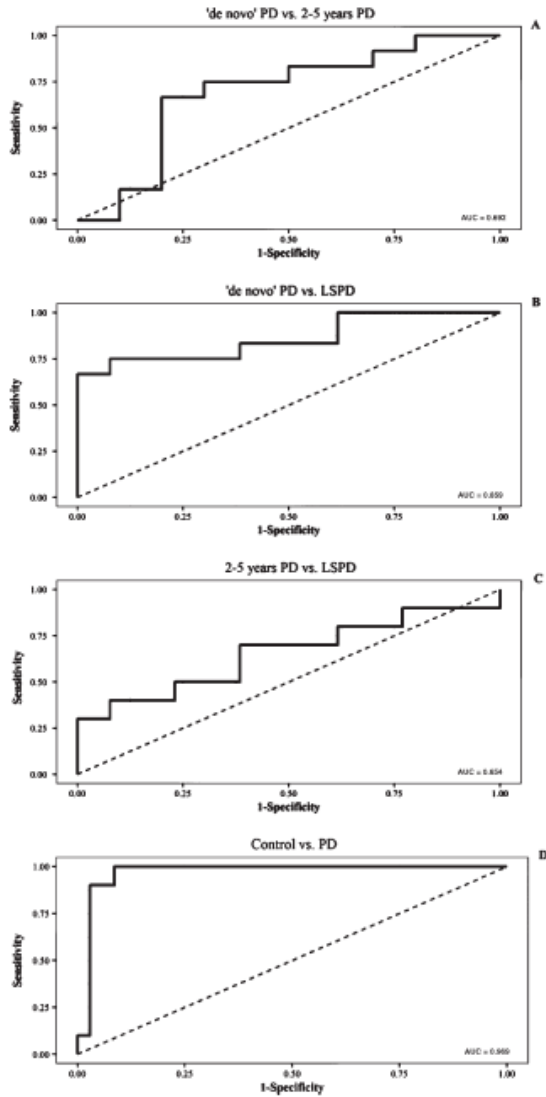 'de novo' PD vs. 2-5 years PD
A
1.00
0.75
0.50
0.25
0.00
Sensitivity
AUC = 0.692
0.00 0.25 0.50 0.75 1.00
1-Specificity
'de novo' PD vs. LSPD
B
1.00
0.75
0.50
0.25
0.00
Sensitivity
AUC = 0.859
0.00 0.25 0.50 0.75 1.00
1-Specificity
2-5 years PD vs. LSPD
C
1.00
0.75
0.50
0.25
0.00
Sensitivity
AUC = 0.654
0.00 0.25 0.50 0.75 1.00
1-Specificity
Control vs. PD
D
1.00
0.75
0.50
0.25
0.00
Sensitivity
AUC = 0.969
0.00 0.25 0.50 0.75 1.00
1-Specificity